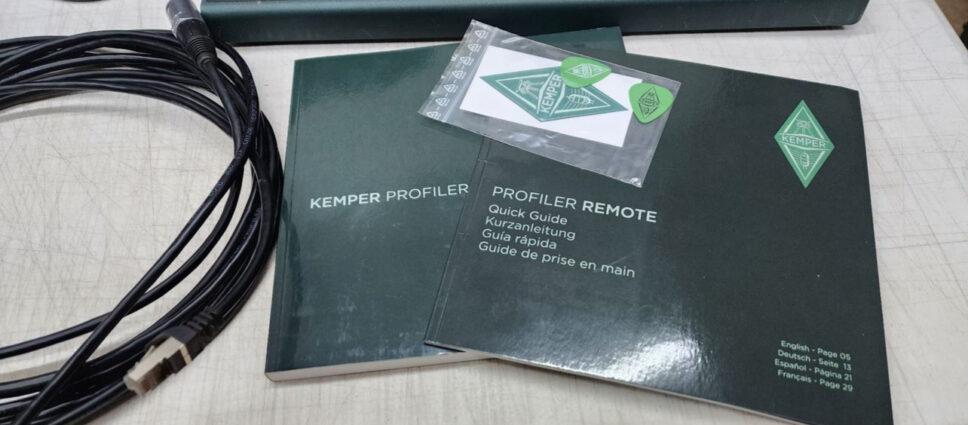 KEMPER
KEMPER PROFILER
KEMPER
PROFILER REMOTE
Quick Guide
Kurzanleitung
Guía rápida
Guide de prise en main
English - Page 05
Deutsch - Seite 13
Español - Página 21
Français - Page 29